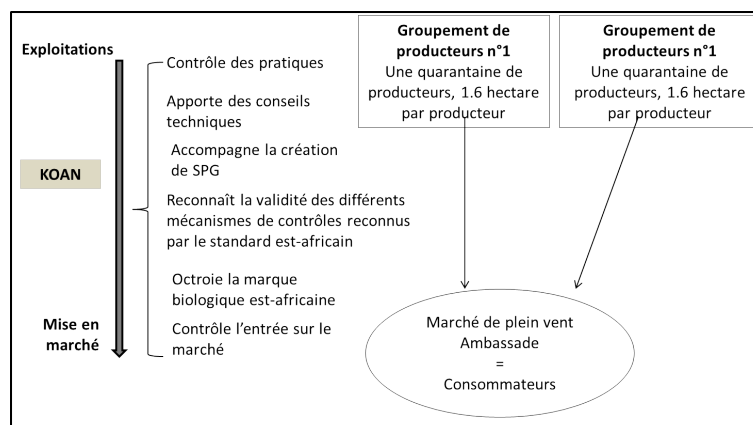 Exploitations
KOAN
Mise en
marché
Contrôle des pratiques
Apporte des conseils
techniques
Accompagne la création
de SPG
Reconnaît la validité des différents
mécanismes de contrôles reconnus
par le standard est-africain
Octroie la marque
biologique est-africaine
Contrôle l’entrée sur le
marché
Groupement de
producteurs n°1
Une quarantaine de
producteurs, 1.6 hectare
par producteur
Groupement de
producteurs n°1
Une quarantaine de
producteurs, 1.6 hectare
par producteur
Marché de plein vent
Ambassade
=
Consommateurs